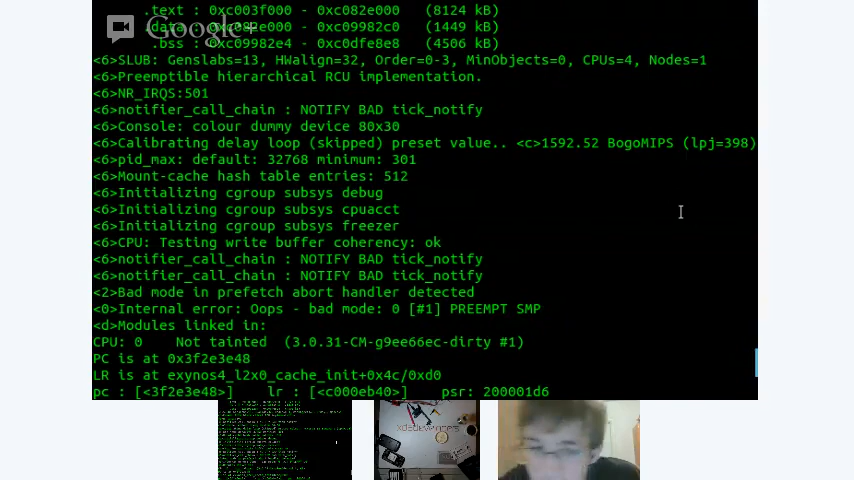 .text : 0xc003f000 - 0xc082e000   (8124 kB)
.data : 0xc082e000 - 0xc09982c0   (1449 kB)
Google+
.bss : 0xc09982e4 - 0xc0dfe8e8   (4506 kB)
<6>SLUB: Genslabs=13, HWalign=32, Order=0-3, MinObjects=0, CPUs=4, Nodes=1
<6>Preemptible hierarchical RCU implementation.
<6>NR_IRQS:501
<6>notifier_call_chain : NOTIFY BAD tick_notify
<6>Console: colour dummy device 80x30
<6>Calibrating delay loop (skipped) preset value.. <c>1592.52 BogoMIPS (lpj=398)
<6>pid_max: default: 32768 minimum: 301
<6>Mount-cache hash table entries: 512
<6>Initializing cgroup subsys debug
<6>Initializing cgroup subsys cpuacct
<6>Initializing cgroup subsys freezer
<6>CPU: Testing write buffer coherency: ok
<6>notifier_call_chain : NOTIFY BAD tick_notify
<6>notifier_call_chain : NOTIFY BAD tick_notify
<2>Bad mode in prefetch abort handler detected
<0>Internal error: Oops - bad mode: 0 [#1] PREEMPT SMP
<d>Modules linked in:
CPU: 0    Not tainted  (3.0.31-CM-g9ee66ec-dirty #1)
PC is at 0x3f2e3e48
LR is at exynos4_l2x0_cache_init+0x4c/0xd0
pc : [<3f2e3e48>]    lr : [<c000eb40>]    psr: 200001d6
xdadevelopers